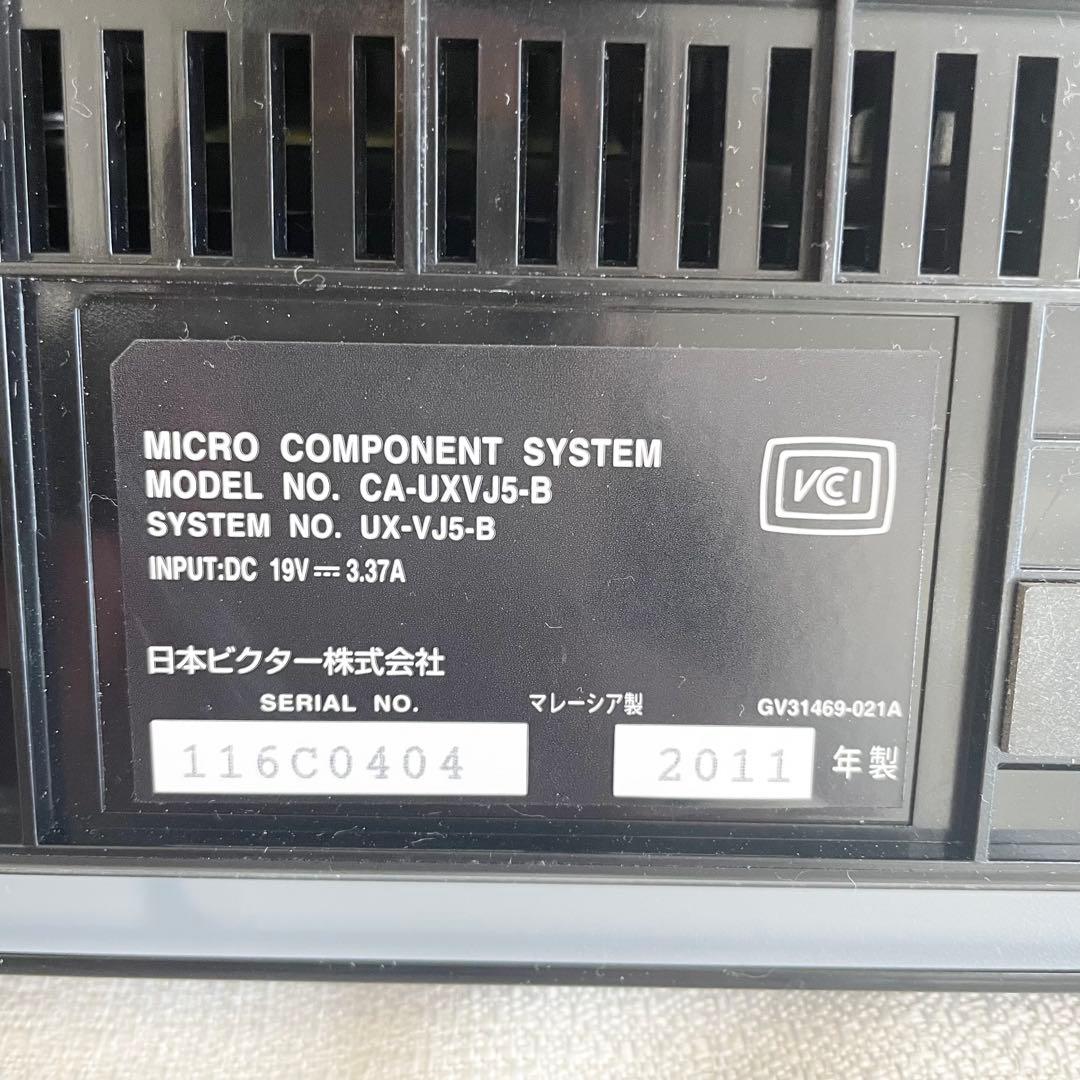 MICRO COMPONENT SYSTEM
MODEL NO. CA-UXVJ5-B
SYSTEM NO. UX-VJ5-B
VCI
INPUT:DC 19V⎓3.37A
日本ビクター株式会社
SERIAL NO. マレーシア製 GV31469-021A
116C0404 2011 年製